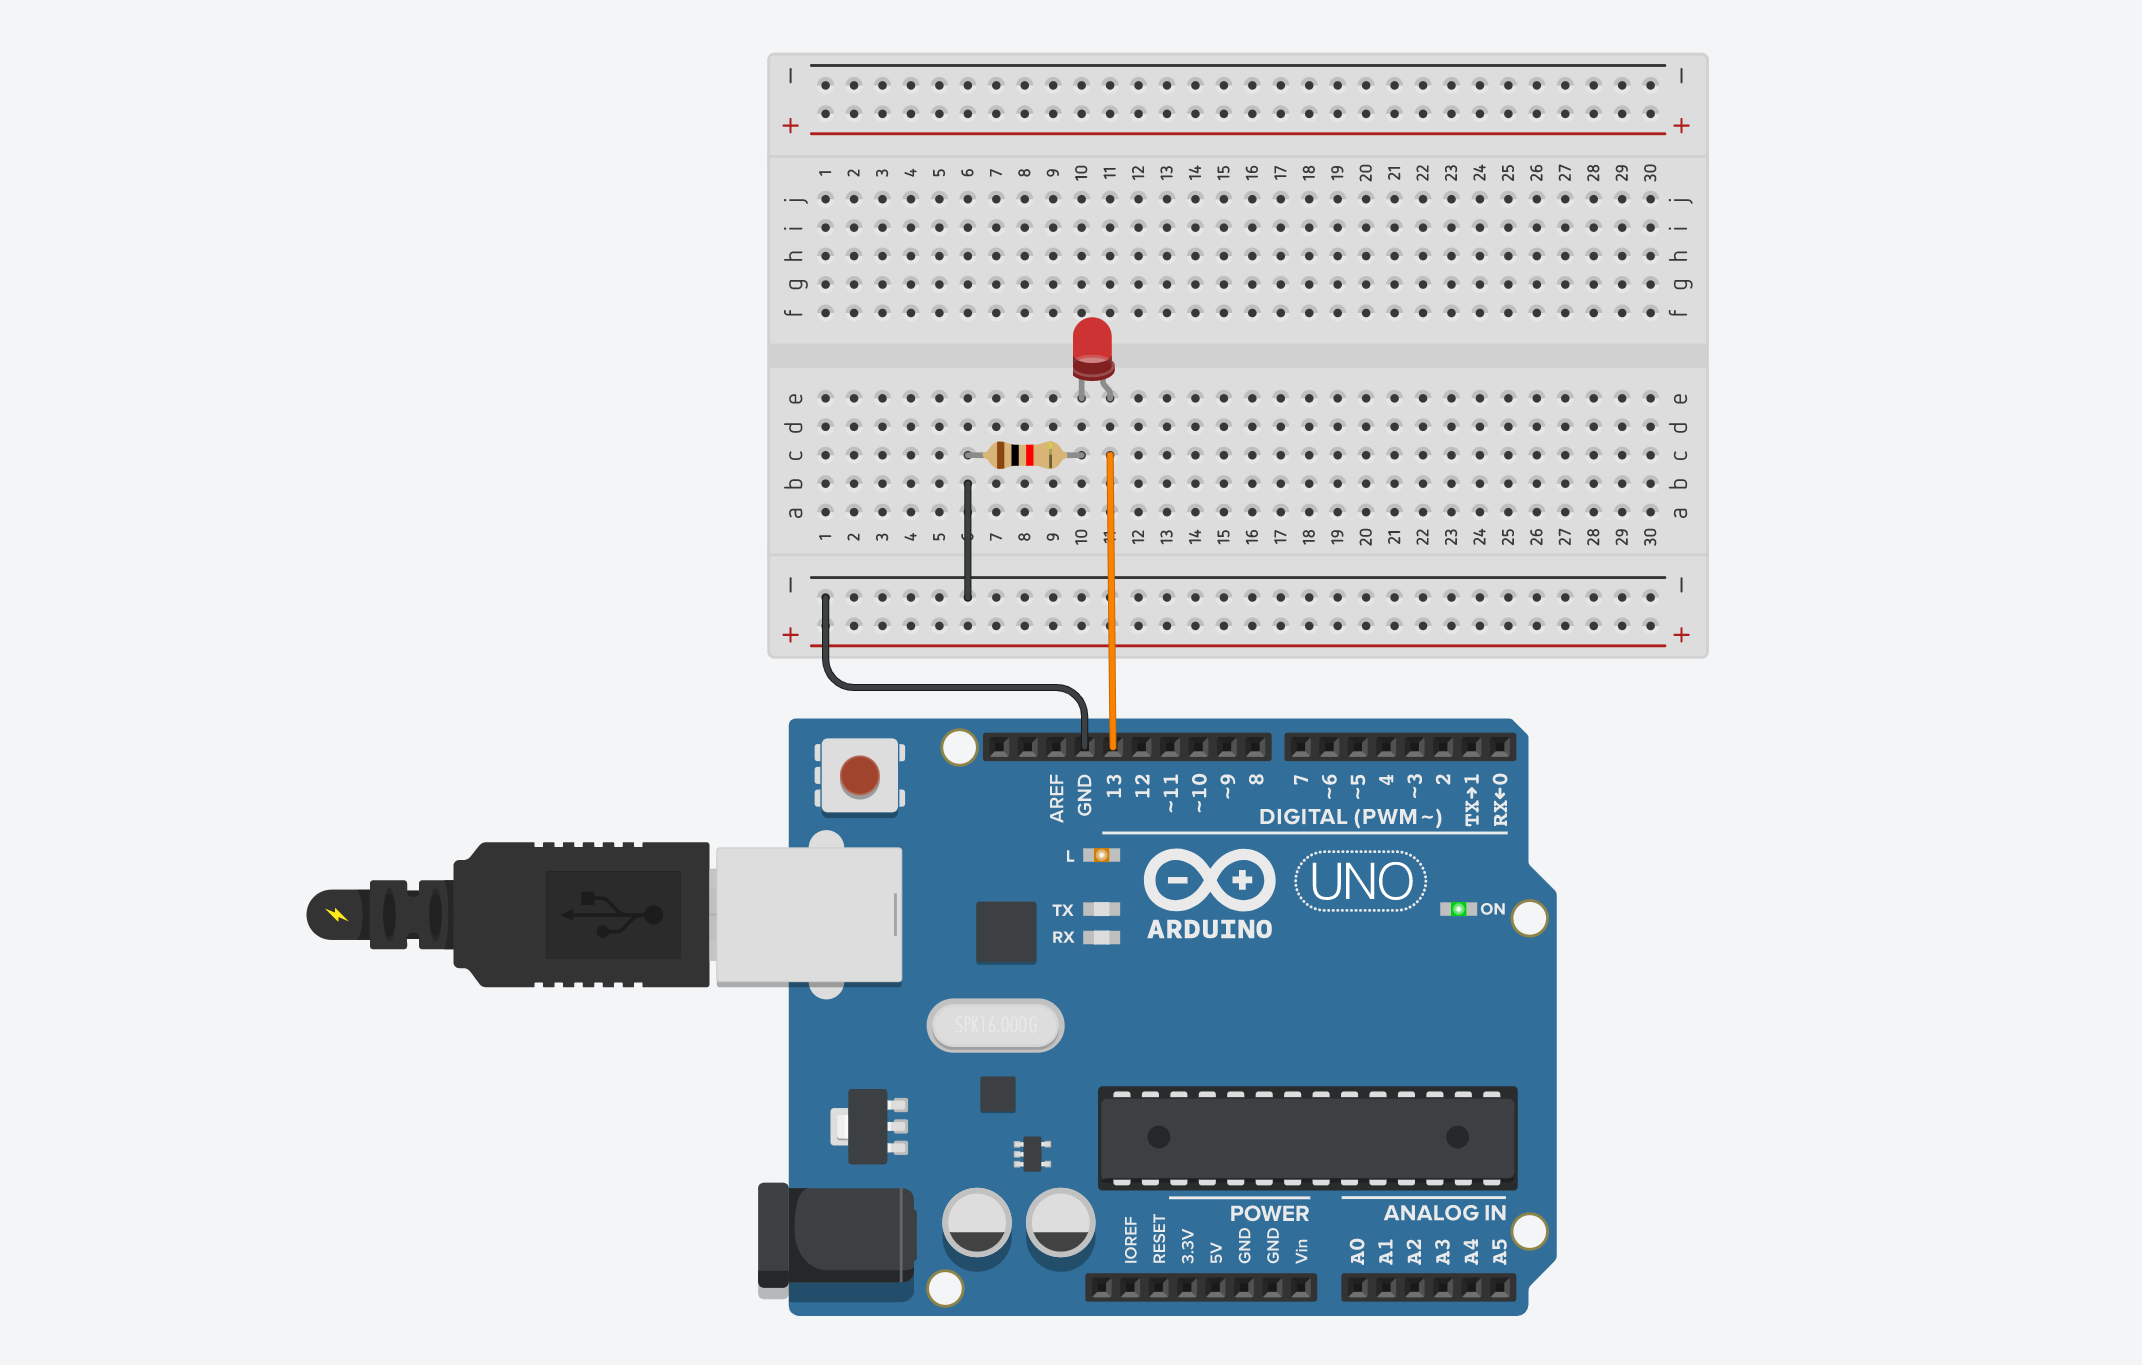 − −
+ +
1 2 3 4 5 6 7 8 9 10 11 12 13 14 15 16 17 18 19 20 21 22 23 24 25 26 27 28 29 30
j j
i i
h h
g g
f f
e e
d d
c c
b b
a a
1 2 3 4 5 6 7 8 9 10 11 12 13 14 15 16 17 18 19 20 21 22 23 24 25 26 27 28 29 30
− −
+ +
AREF GND 13 12 ~11 ~10 ~9 8 7 ~6 ~5 4 ~3 2 TX→1 RX←0
DIGITAL (PWM~)
L
UNO
TX
ON
ARDUINO
RX
SPK16.000G
POWER
ANALOG IN
IOREF RESET 3.3V 5V GND GND Vin A0 A1 A2 A3 A4 A5